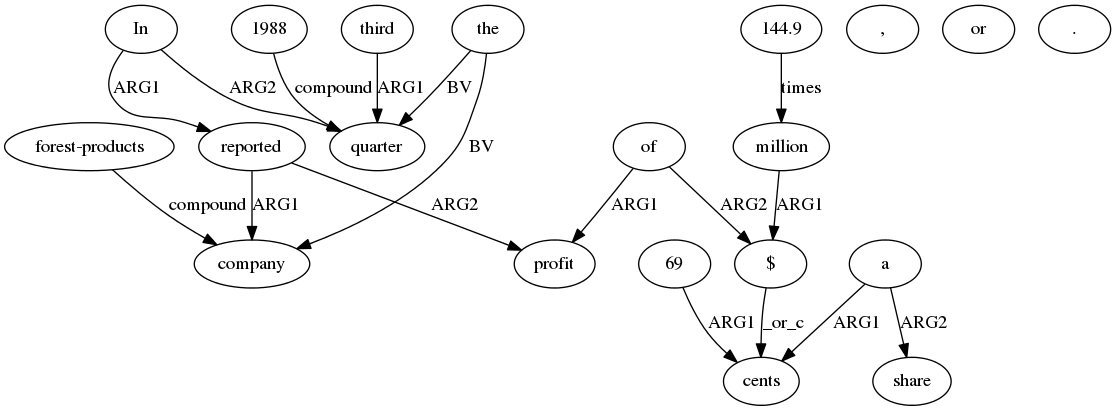 In 1988 third the 144.9 , or .
ARG1 ARG2 compound ARG1 BV times
forest-products reported quarter BV of million
compound ARG1 ARG2 ARG1 ARG2 ARG1
company profit 69 $ a
ARG1 _or_c ARG1 ARG2
cents share